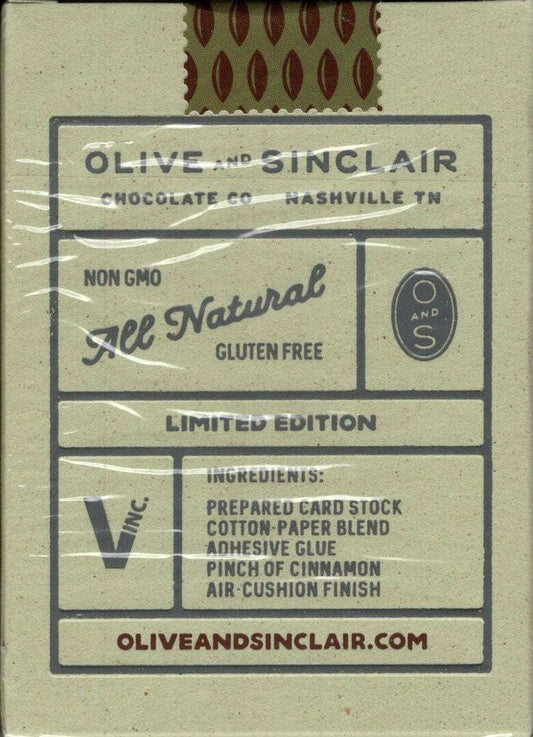 OLIVE AND SINCLAIR
CHOCOLATE CO NASHVILLE TN
NON GMO
All Natural
GLUTEN FREE
O
AND
S
LIMITED EDITION
V INC.
INGREDIENTS:
PREPARED CARD STOCK
COTTON-PAPER BLEND
ADHESIVE GLUE
PINCH OF CINNAMON
AIR-CUSHION FINISH
OLIVEANDSINCLAIR.COM